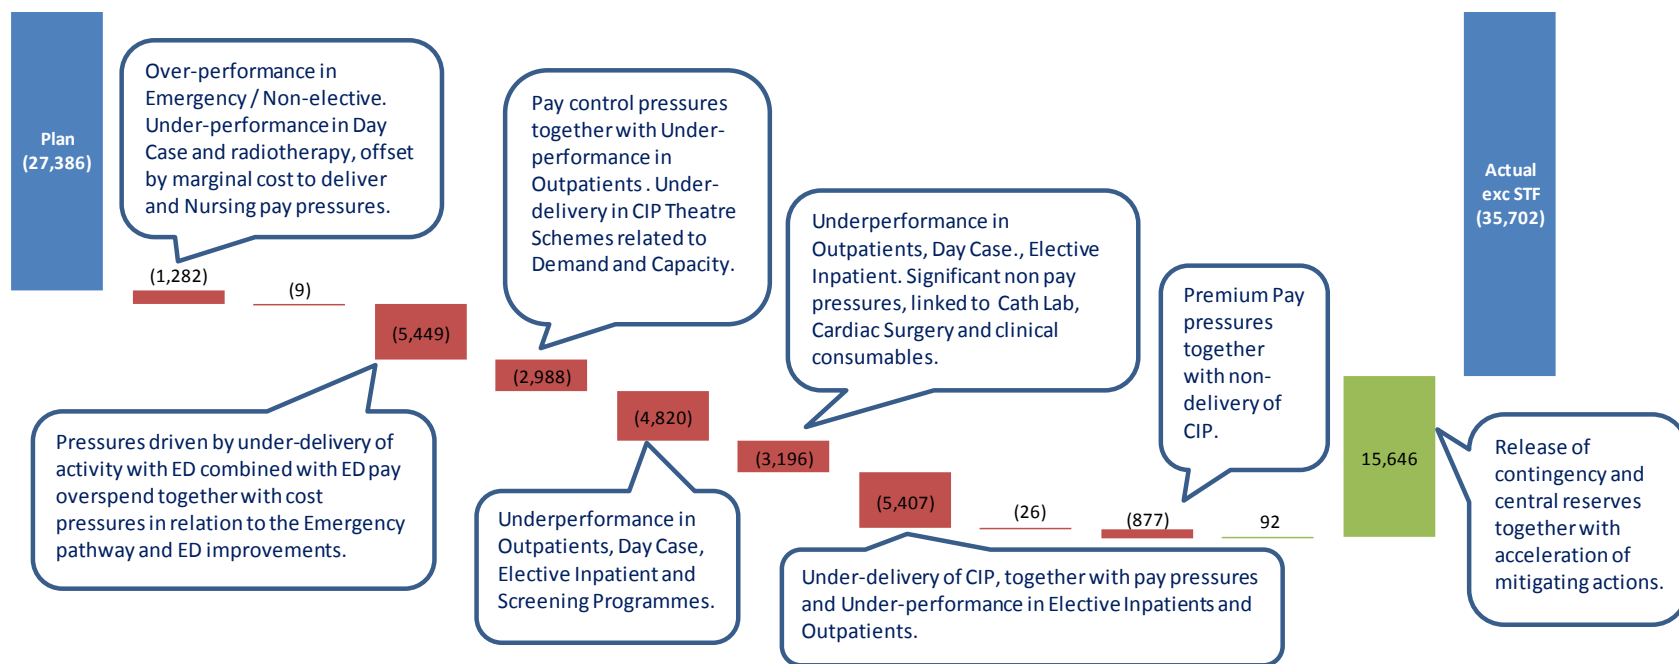 Plan
(27,386)
Over-performance in
Emergency / Non-elective.
Under-performance in Day
Case and radiotherapy, offset
by marginal cost to deliver
and Nursing pay pressures.
(1,282)
(9)
(5,449)
Pressures driven by under-delivery of
activity with ED combined with ED pay
overspend together with cost
pressures in relation to the Emergency
pathway and ED improvements.
Pay control pressures
together with Under-
performance in
Outpatients . Under-
delivery in CIP Theatre
Schemes related to
Demand and Capacity.
(2,988)
(4,820)
Underperformance in
Outpatients, Day Case,
Elective Inpatient and
Screening Programmes.
Underperformance in
Outpatients, Day Case., Elective
Inpatient. Significant non pay
pressures, linked to Cath Lab,
Cardiac Surgery and clinical
consumables.
(3,196)
(5,407)
Under-delivery of CIP, together with pay pressures
and Under-performance in Elective Inpatients and
Outpatients.
(26)
Premium Pay
pressures
together
with non-
delivery of
CIP.
(877)
92
15,646
Release of
contingency and
central reserves
together with
acceleration of
mitigating actions.
Actual
exc STF
(35,702)